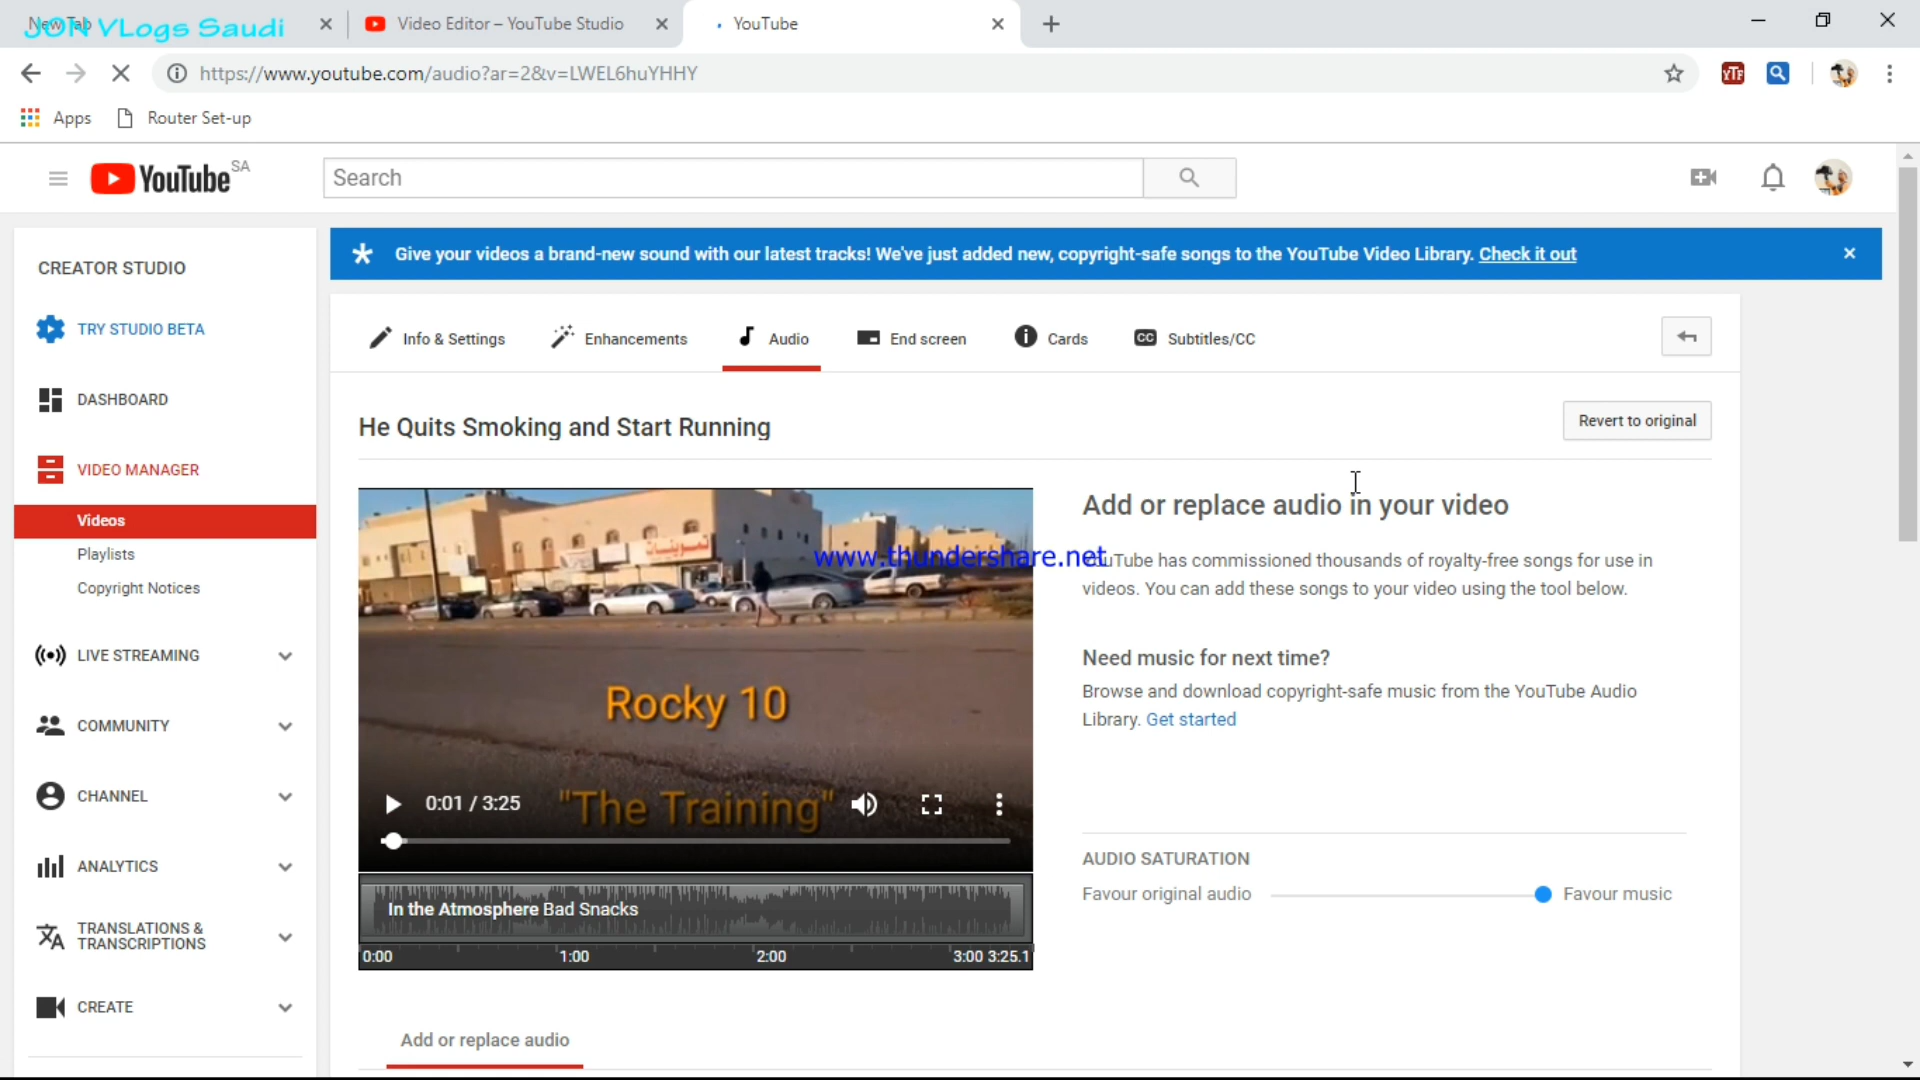 JON VLogs Saudi
Video Editor – YouTube Studio
YouTube
https://www.youtube.com/audio?ar=2&v=LWEL6huYHHY
YTF
Apps
Router Set-up
YouTube SA
Search
CREATOR STUDIO
TRY STUDIO BETA
DASHBOARD
VIDEO MANAGER
Videos
Playlists
Copyright Notices
LIVE STREAMING
COMMUNITY
CHANNEL
ANALYTICS
TRANSLATIONS &
TRANSCRIPTIONS
CREATE
Give your videos a brand-new sound with our latest tracks! We've just added new, copyright-safe songs to the YouTube Video Library. Check it out
Info & Settings
Enhancements
Audio
End screen
Cards
CC Subtitles/CC
He Quits Smoking and Start Running
Revert to original
تموينات
www.thundershare.net
Rocky 10
"The Training"
0:01 / 3:25
In the Atmosphere Bad Snacks
0:00 1:00 2:00 3:00 3:25.1
Add or replace audio in your video
YouTube has commissioned thousands of royalty-free songs for use in
videos. You can add these songs to your video using the tool below.
Need music for next time?
Browse and download copyright-safe music from the YouTube Audio
Library. Get started
AUDIO SATURATION
Favour original audio
Favour music
Add or replace audio